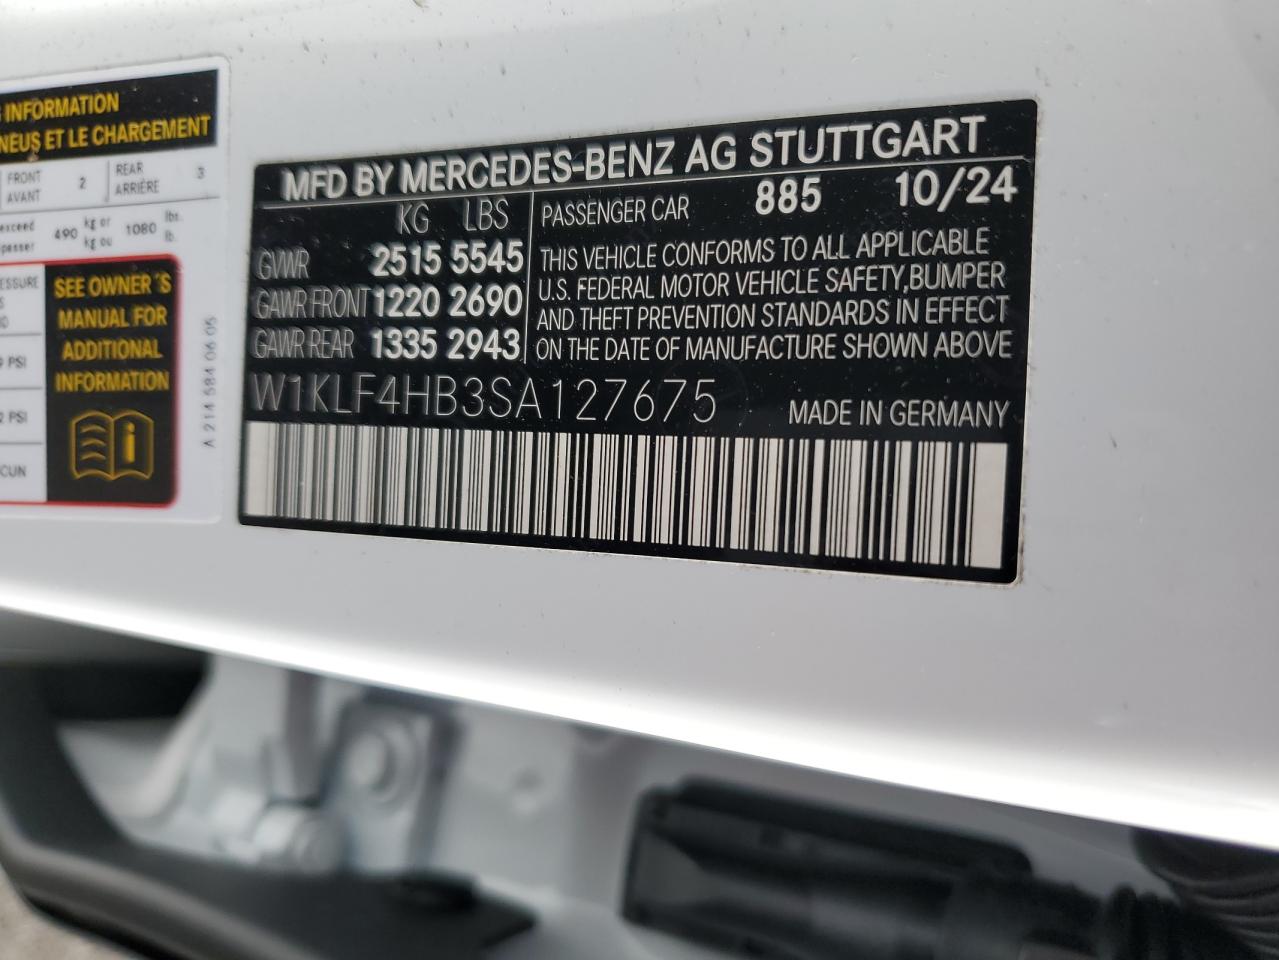 INFORMATION
NEUS ET LE CHARGEMENT
FRONT 2 REAR 3
AVANT ARRIÈRE
exceed 490 kg or 1080 lbs.
kg ou lb.
SEE OWNER'S
MANUAL FOR
ADDITIONAL
INFORMATION
PSI
PSI
A 214 584 06 05
MFD BY MERCEDES-BENZ AG STUTTGART
KG LBS
GVWR 2515 5545
GAWR FRONT 1220 2690
GAWR REAR 1335 2943
PASSENGER CAR 885 10/24
THIS VEHICLE CONFORMS TO ALL APPLICABLE
U.S. FEDERAL MOTOR VEHICLE SAFETY,BUMPER
AND THEFT PREVENTION STANDARDS IN EFFECT
ON THE DATE OF MANUFACTURE SHOWN ABOVE
W1KLF4HB3SA127675
MADE IN GERMANY